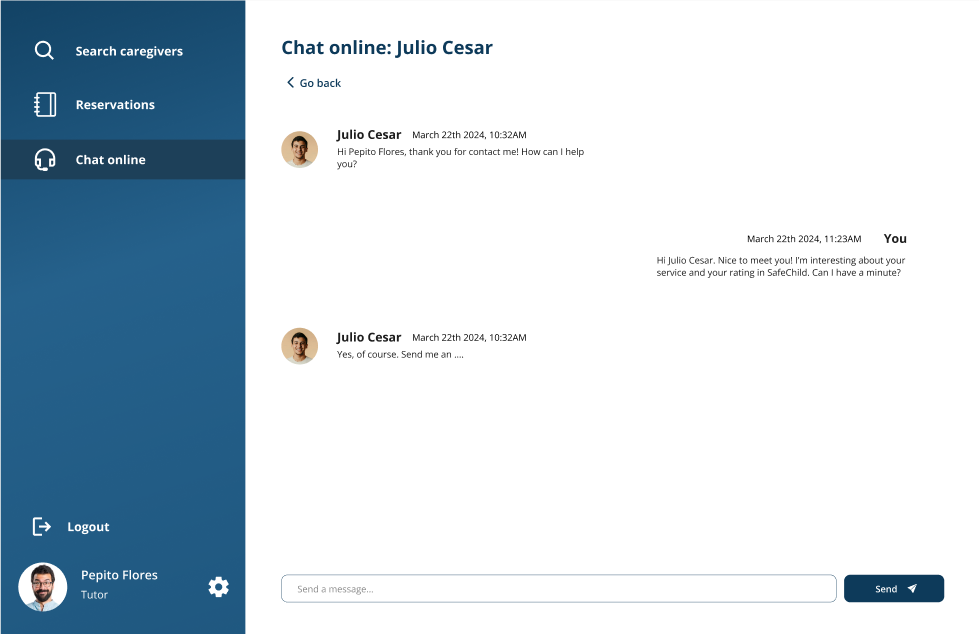 Search caregivers
Reservations
Chat online
Logout
Pepito Flores
Tutor
Chat online: Julio Cesar
Go back
Julio Cesar March 22th 2024, 10:32AM
Hi Pepito Flores, thank you for contact me! How can I help
you?
March 22th 2024, 11:23AM You
Hi Julio Cesar. Nice to meet you! I'm interesting about your
service and your rating in SafeChild. Can I have a minute?
Julio Cesar March 22th 2024, 10:32AM
Yes, of course. Send me an ....
Send a message...
Send